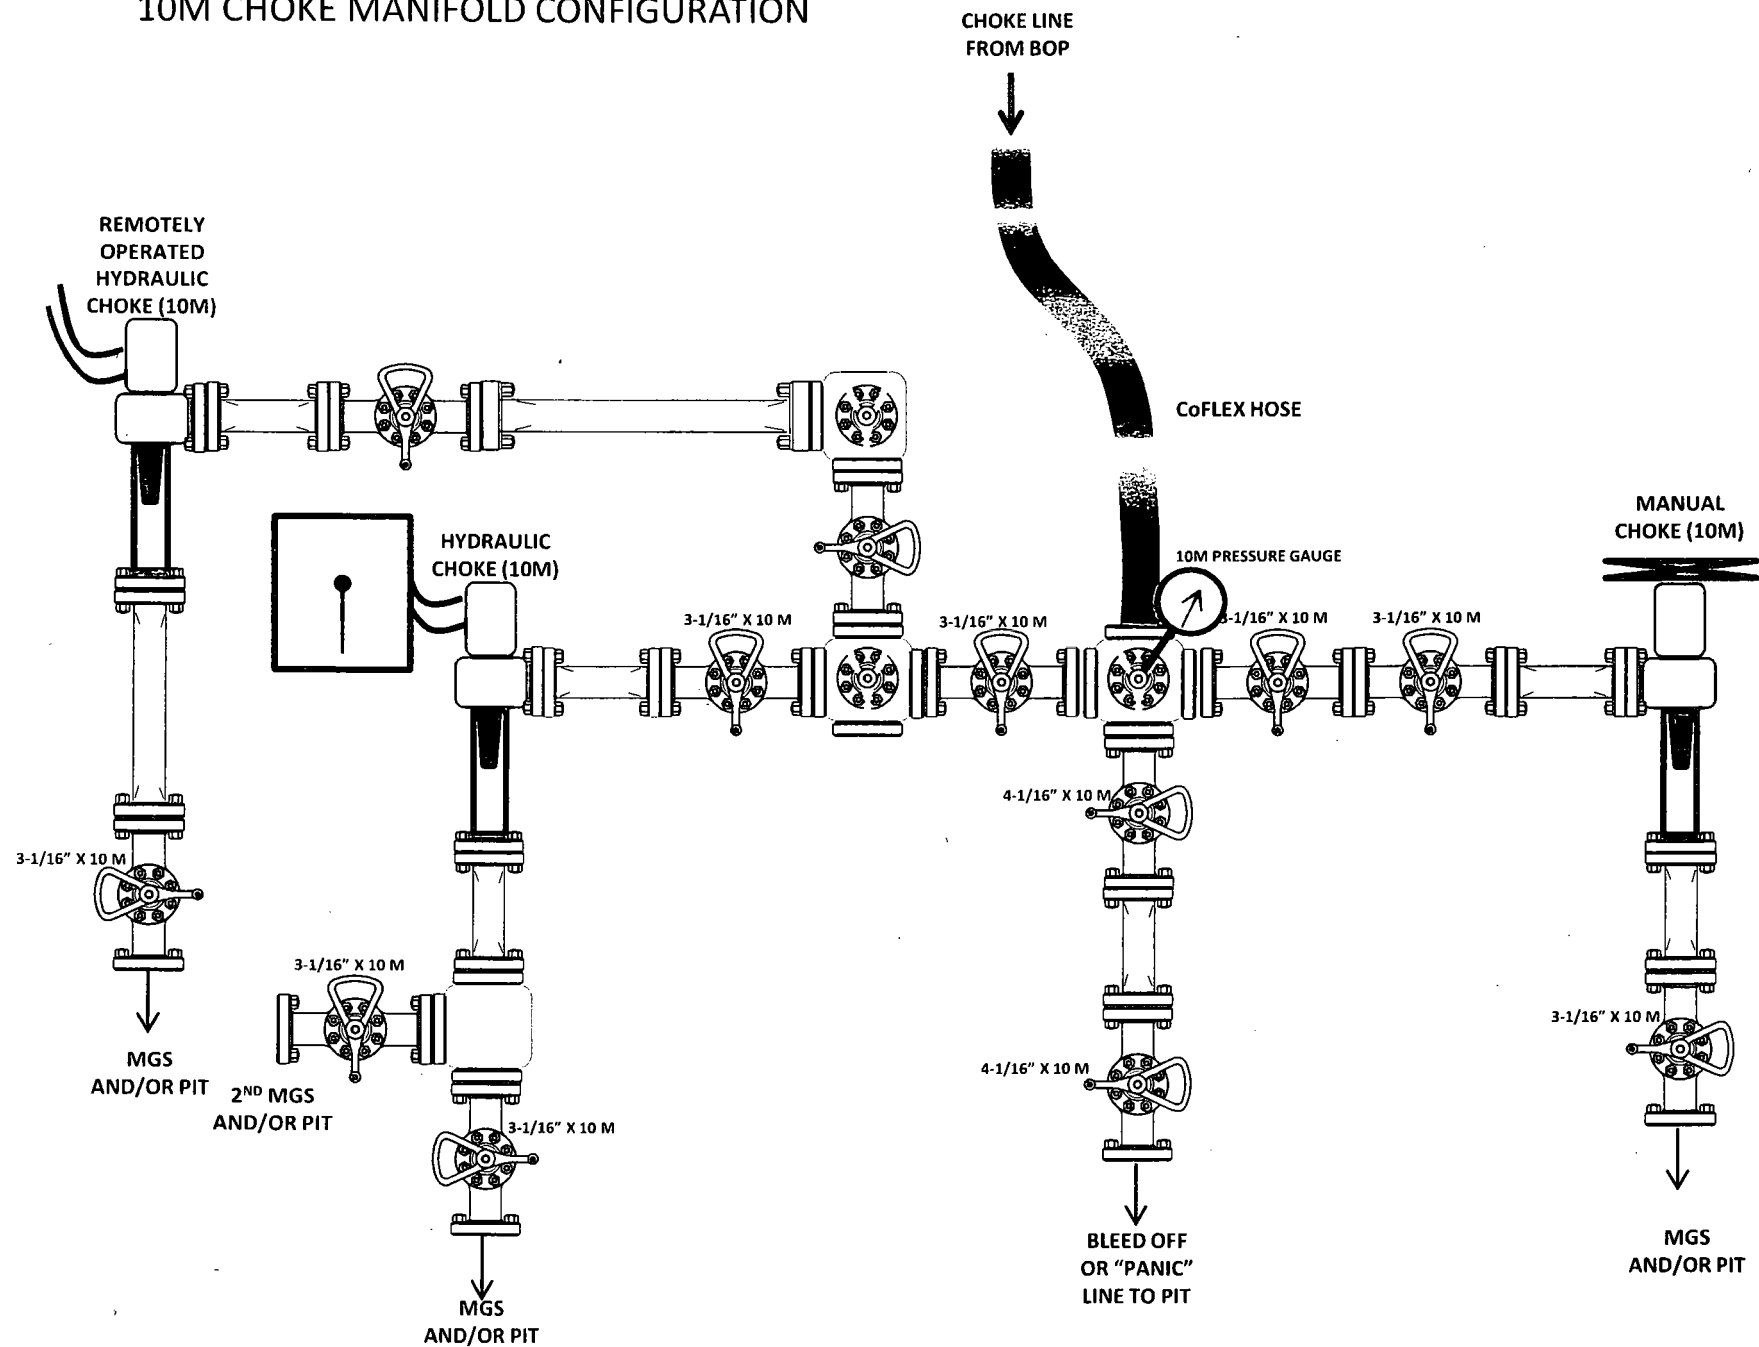 10M CHOKE MANIFOLD CONFIGURATION
CHOKE LINE
FROM BOP
REMOTELY
OPERATED
HYDRAULIC
CHOKE (10M)
CoFLEX HOSE
MANUAL
CHOKE (10M)
HYDRAULIC
CHOKE (10M)
10M PRESSURE GAUGE
3-1/16” X 10 M
3-1/16” X 10 M
3-1/16” X 10 M
3-1/16” X 10 M
4-1/16” X 10 M
3-1/16” X 10 M
3-1/16” X 10 M
3-1/16” X 10 M
4-1/16” X 10 M
MGS
AND/OR PIT
2ND MGS
AND/OR PIT
3-1/16” X 10 M
BLEED OFF
OR “PANIC”
LINE TO PIT
MGS
AND/OR PIT
MGS
AND/OR PIT